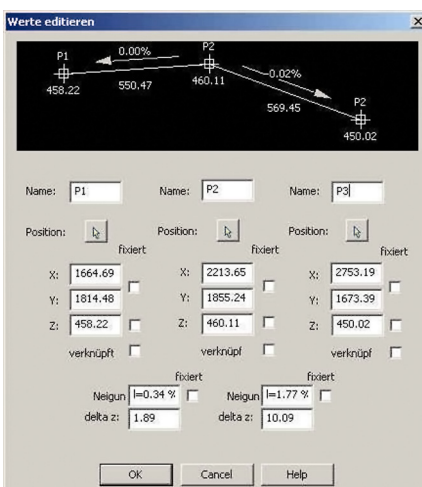 Werte editieren
P1 0.00% P2
458.22 550.47 460.11 -0.02%
569.45 P2
450.02
Name: P1 Name: P2 Name: P3
Position: Position: Position:
fixiert fixiert fixiert
X: 1664.69 X: 2213.65 X: 2753.19
Y: 1814.48 Y: 1855.24 Y: 1673.39
Z: 458.22 Z: 460.11 Z: 450.02
verknüpft verknüpf verknüpf
fixiert fixiert
Neigun I=0.34 % Neigun I=1.77 %
delta z: 1.89 delta z: 10.09
OK Cancel Help